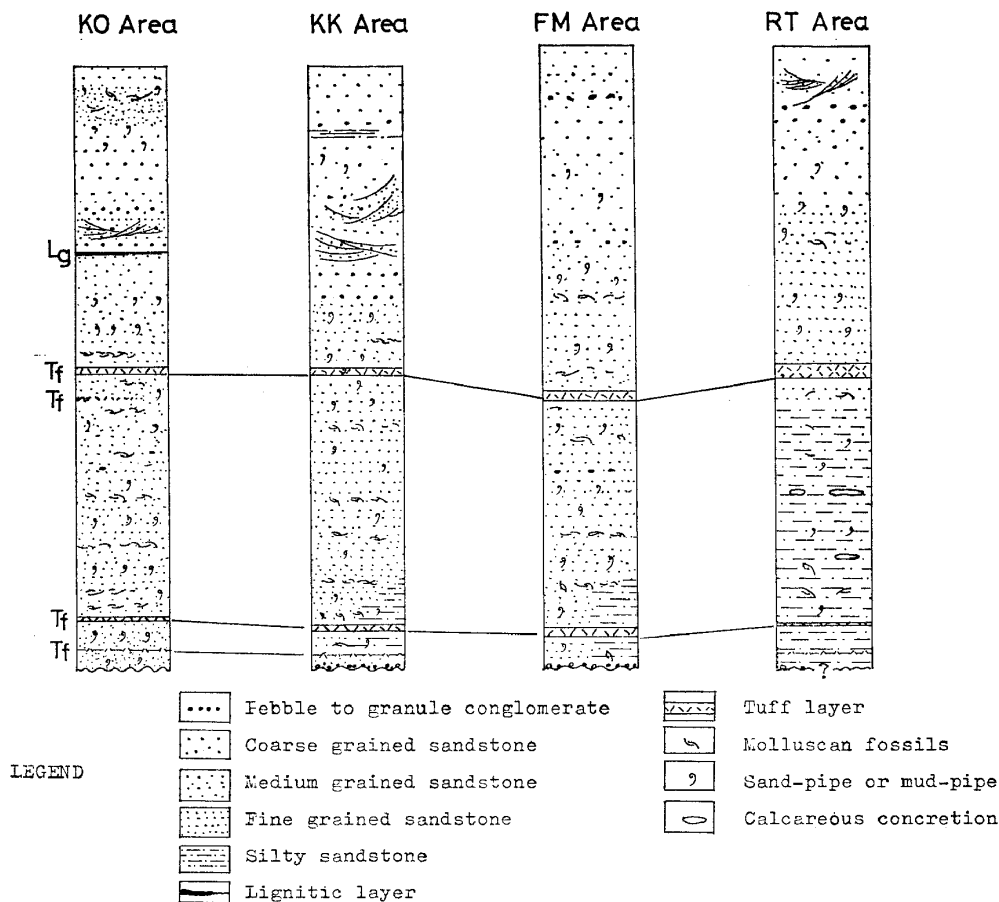 KO Area
KK Area
FM Area
RT Area
Lg
Tf
Tf
Tf
Tf
?
LEGEND
Pebble to granule conglomerate
Coarse grained sandstone
Medium grained sandstone
Fine grained sandstone
Silty sandstone
Lignitic layer
Tuff layer
Molluscan fossils
Sand-pipe or mud-pipe
Calcareous concretion